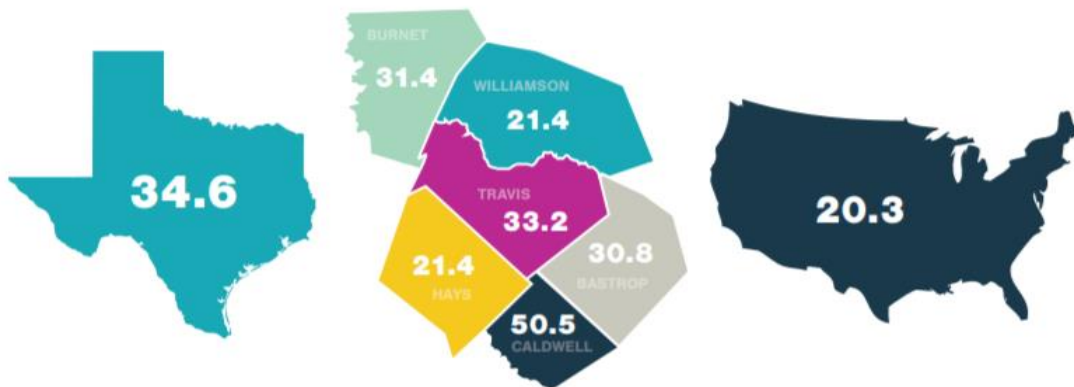 34.6
BURNET
31.4
WILLIAMSON
21.4
TRAVIS
33.2
21.4
HAYS
30.8
BASTROP
50.5
CALDWELL
20.3